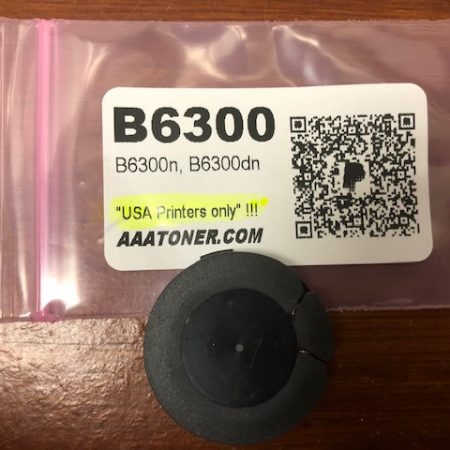 B6300
B6300n, B6300dn
"USA Printers only" !!!
AAATONER.COM